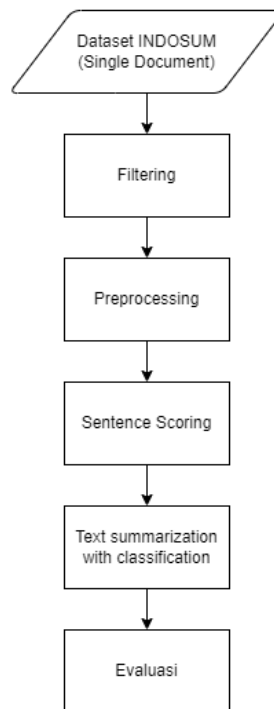 Dataset INDOSUM
(Single Document)
Filtering
Preprocessing
Sentence Scoring
Text summarization
with classification
Evaluasi